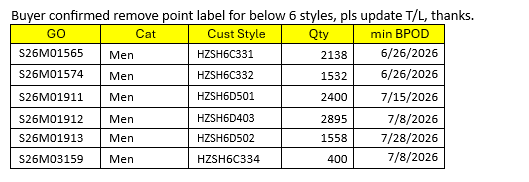 Buyer confirmed remove point label for below 6 styles, pls update T/L, thanks.
GO Cat Cust Style Qty min BPOD
S26M01565 Men HZSH6C331 2138 6/26/2026
S26M01574 Men HZSH6C332 1532 6/26/2026
S26M01911 Men HZSH6D501 2400 7/15/2026
S26M01912 Men HZSH6D403 2895 7/8/2026
S26M01913 Men HZSH6D502 1558 7/28/2026
S26M03159 Men HZSH6C334 400 7/8/2026